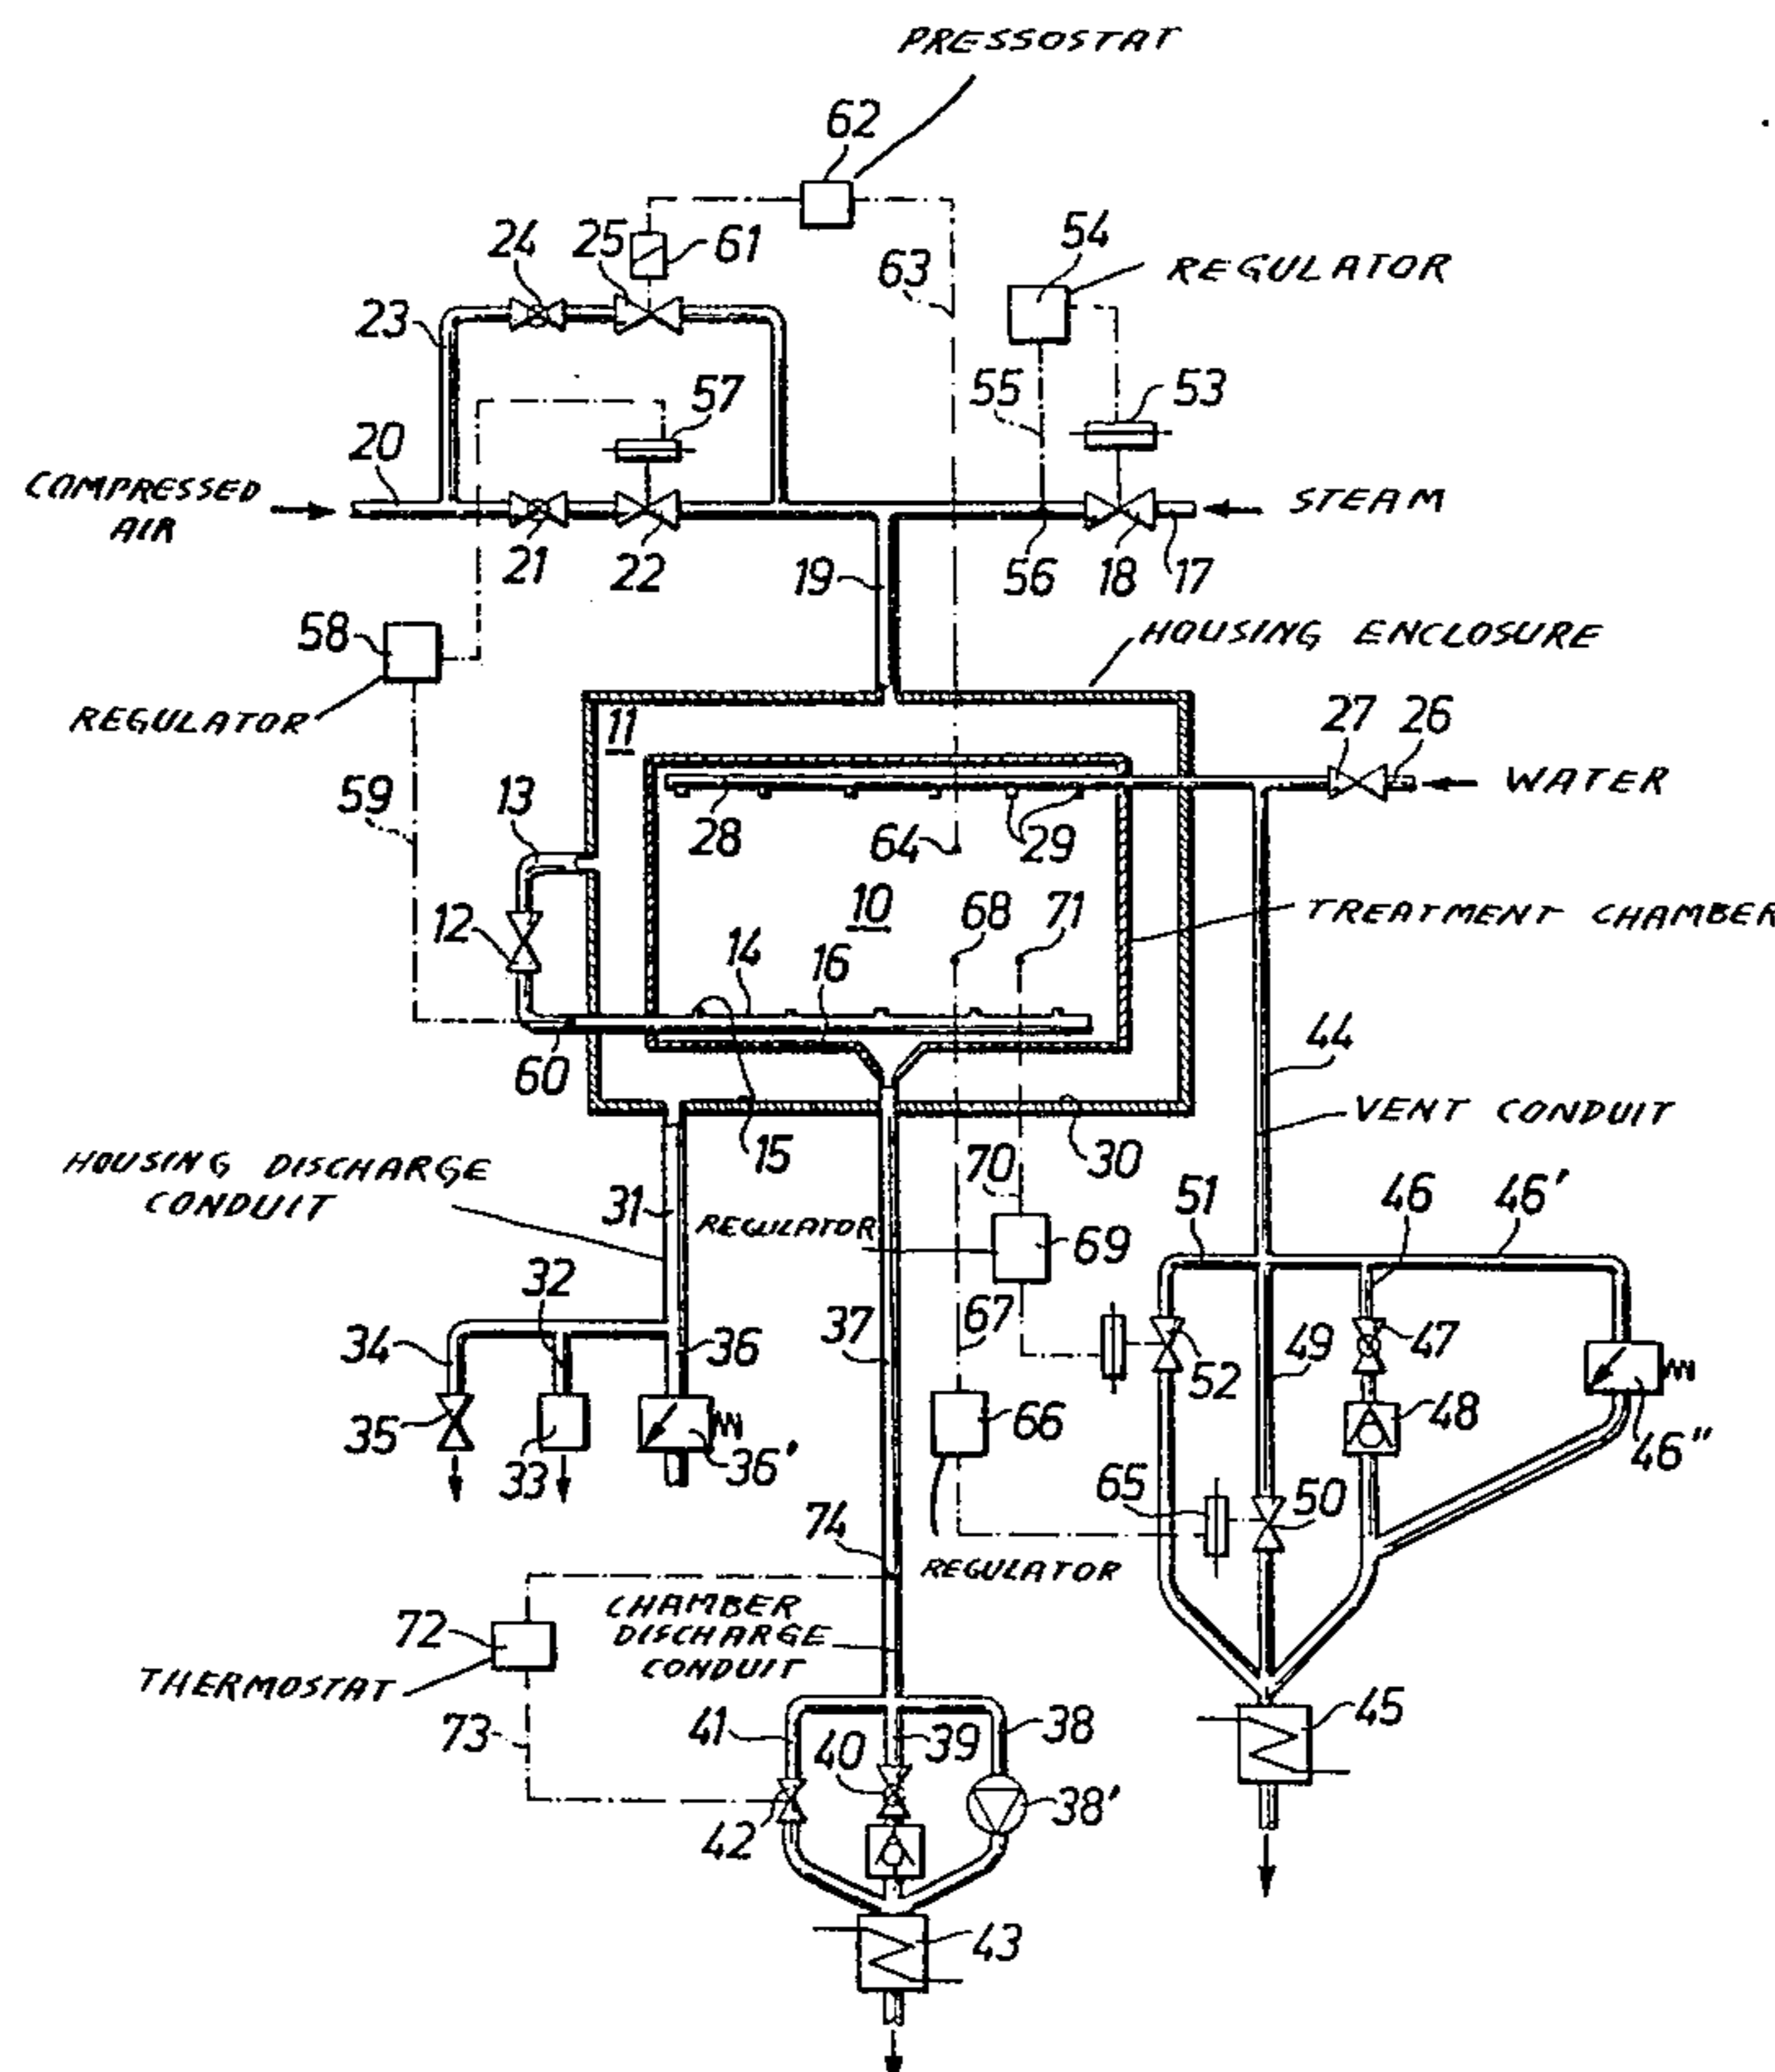 PRESSOSTAT
62
24 25 61
63
54
REGULATOR
23
57
55
53
20
COMPRESSED
AIR
STEAM
21 22
19
56 18 17
58
REGULATOR
HOUSING ENCLOSURE
11
27 26
WATER
59
13
28
64
29
10
68 71
TREATMENT CHAMBER
12
14
16
60
44
15
30
VENT CONDUIT
HOUSING DISCHARGE
CONDUIT
31
70
REGULATOR
69
51 46 46'
32
34
36
37
67
52
49
47
35
33
36'
66
48
46"
65
50
74
REGULATOR
72
THERMOSTAT
CHAMBER
DISCHARGE
CONDUIT
73
41
40 39
38
45
42
38'
43